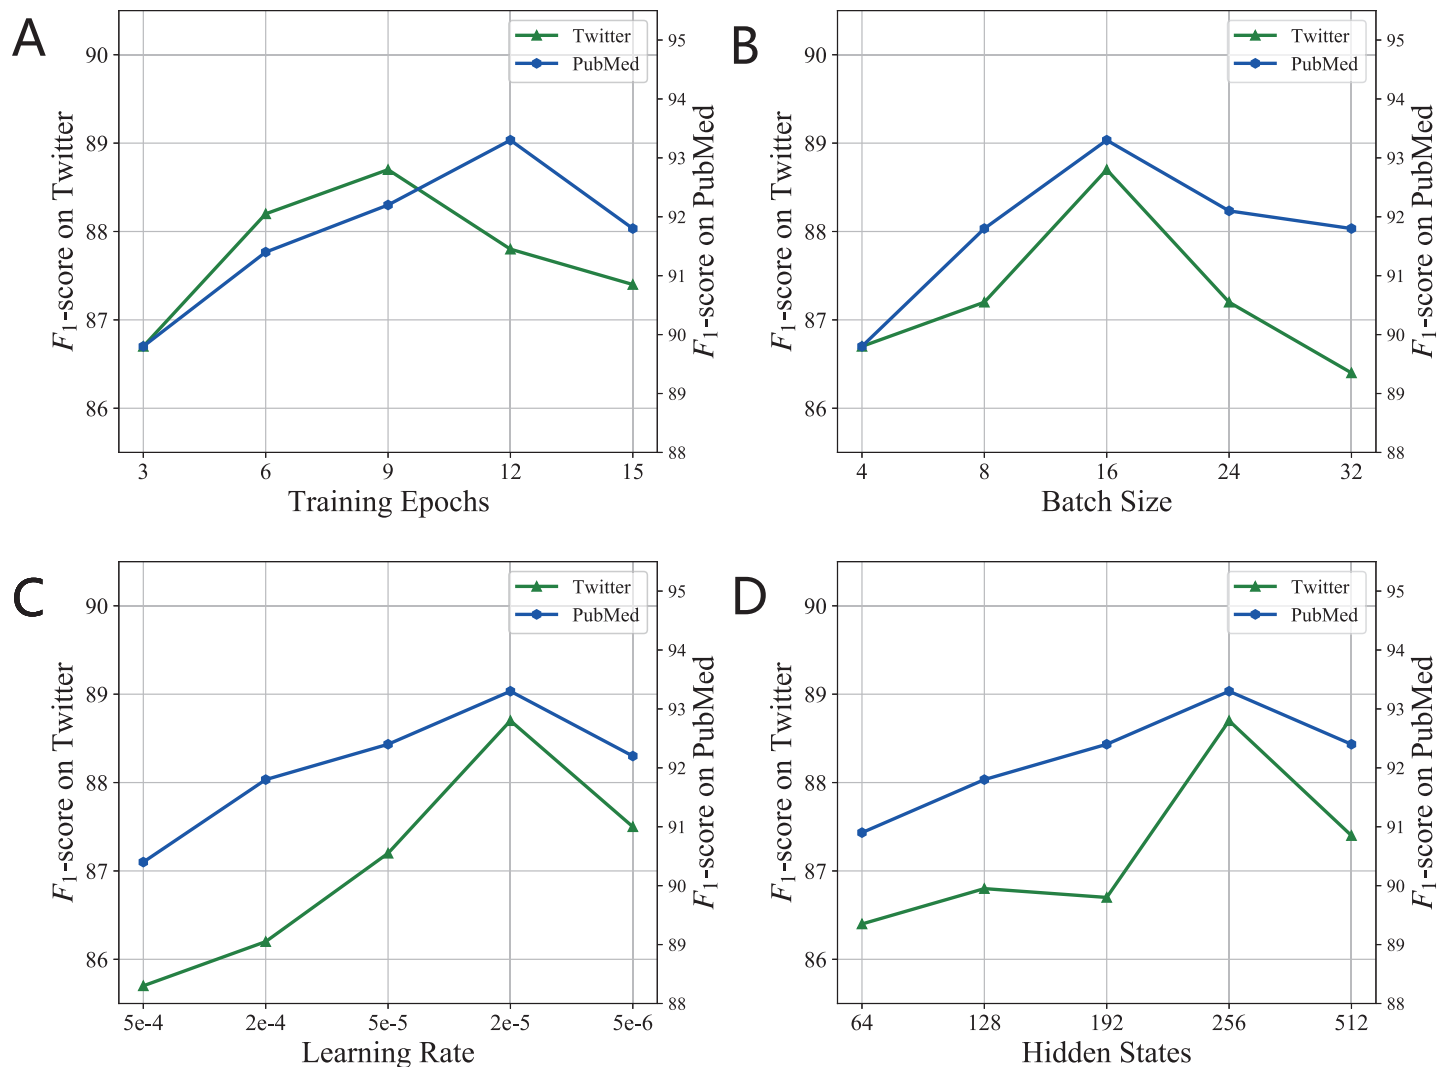 A
Twitter
PubMed
F1-score on Twitter
90
89
88
87
86
95
94
93
92
91
90
89
88
F1-score on PubMed
3 6 9 12 15
Training Epochs
B
Twitter
PubMed
F1-score on Twitter
90
89
88
87
86
95
94
93
92
91
90
89
88
F1-score on PubMed
4 8 16 24 32
Batch Size
C
Twitter
PubMed
F1-score on Twitter
90
89
88
87
86
95
94
93
92
91
90
89
88
F1-score on PubMed
5e-4 2e-4 5e-5 2e-5 5e-6
Learning Rate
D
Twitter
PubMed
F1-score on Twitter
90
89
88
87
86
95
94
93
92
91
90
89
88
F1-score on PubMed
64 128 192 256 512
Hidden States